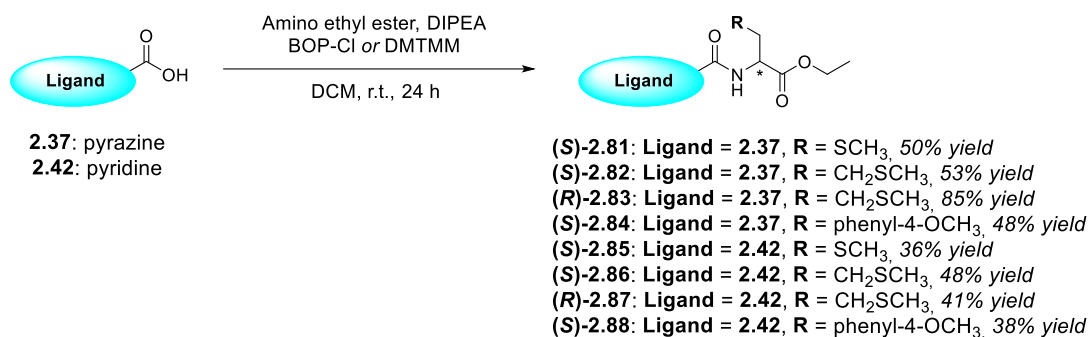 Amino ethyl ester, DIPEA
BOP-Cl or DMTMM
DCM, r.t., 24 h
Ligand
O
OH
2.37: pyrazine
2.42: pyridine
Ligand
O
N
H
R
*
O
O
(S)-2.81: Ligand = 2.37, R = SCH3, 50% yield
(S)-2.82: Ligand = 2.37, R = CH2SCH3, 53% yield
(R)-2.83: Ligand = 2.37, R = CH2SCH3, 85% yield
(S)-2.84: Ligand = 2.37, R = phenyl-4-OCH3, 48% yield
(S)-2.85: Ligand = 2.42, R = SCH3, 36% yield
(S)-2.86: Ligand = 2.42, R = CH2SCH3, 48% yield
(R)-2.87: Ligand = 2.42, R = CH2SCH3, 41% yield
(S)-2.88: Ligand = 2.42, R = phenyl-4-OCH3, 38% yield